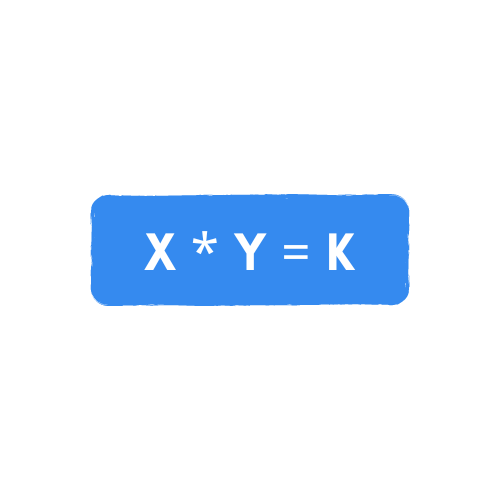 X * Y = K